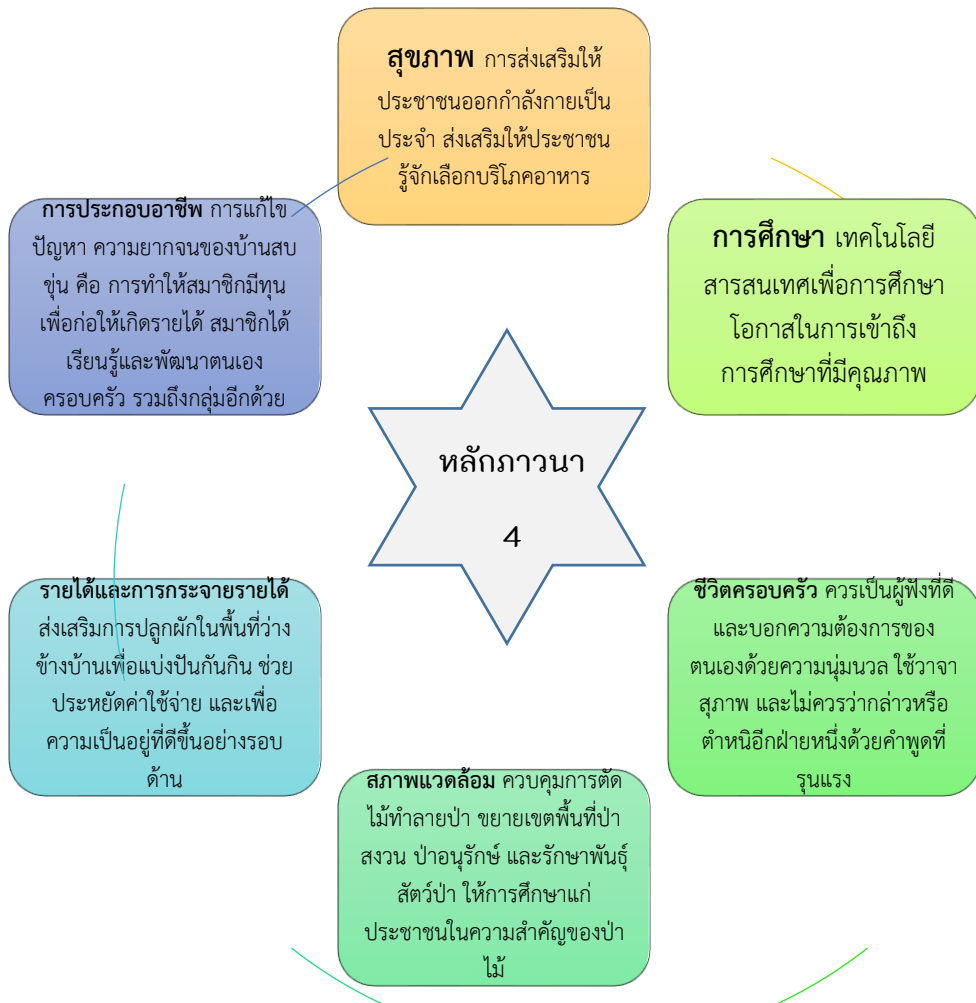 สุขภาพ การส่งเสริมให้
ประชาชนออกกำลังกายเป็น
ประจำ ส่งเสริมให้ประชาชน
รู้จักเลือกบริโภคอาหาร
การศึกษา เทคโนโลยี
สารสนเทศเพื่อการศึกษา
โอกาสในการเข้าถึง
การศึกษาที่มีคุณภาพ
ชีวิตครอบครัว ควรเป็นผู้ฟังที่ดี
และบอกความต้องการของ
ตนเองด้วยความนุ่มนวล ใช้วาจา
สุภาพ และไม่ควรว่ากล่าวหรือ
ตำหนิอีกฝ่ายหนึ่งด้วยคำพูดที่
รุนแรง
สภาพแวดล้อม ควบคุมการตัด
ไม้ทำลายป่า ขยายเขตพื้นที่ป่า
สงวน ป่าอนุรักษ์ และรักษาพันธุ์
สัตว์ป่า ให้การศึกษาแก่
ประชาชนในความสำคัญของป่า
ไม้
รายได้และการกระจายรายได้
ส่งเสริมการปลูกผักในพื้นที่ว่าง
ข้างบ้านเพื่อแบ่งปันกันกิน ช่วย
ประหยัดค่าใช้จ่าย และเพื่อ
ความเป็นอยู่ที่ดีขึ้นอย่างรอบ
ด้าน
การประกอบอาชีพ การแก้ไข
ปัญหา ความยากจนของบ้านสบ
ขุ่น คือ การทำให้สมาชิกมีทุน
เพื่อก่อให้เกิดรายได้ สมาชิกได้
เรียนรู้และพัฒนาตนเอง
ครอบครัว รวมถึงกลุ่มอีกด้วย
หลักภาวนา
4